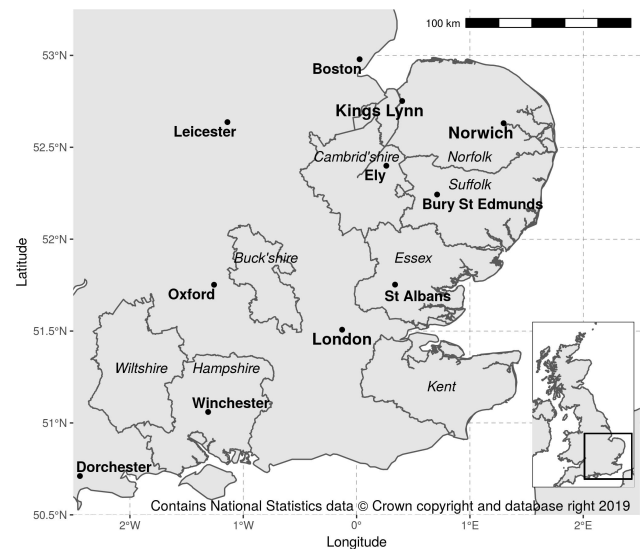 100 km
53°N
Boston
Kings Lynn
Leicester
Norwich
52.5°N
Cambrid'shire
Norfolk
Ely
Suffolk
Bury St Edmunds
52°N
Buck'shire
Essex
Latitude
Oxford
St Albans
51.5°N
London
Wiltshire
Hampshire
Kent
Winchester
51°N
Dorchester
Contains National Statistics data © Crown copyright and database right 2019
50.5°N
2°W
1°W
0°
1°E
2°E
Longitude